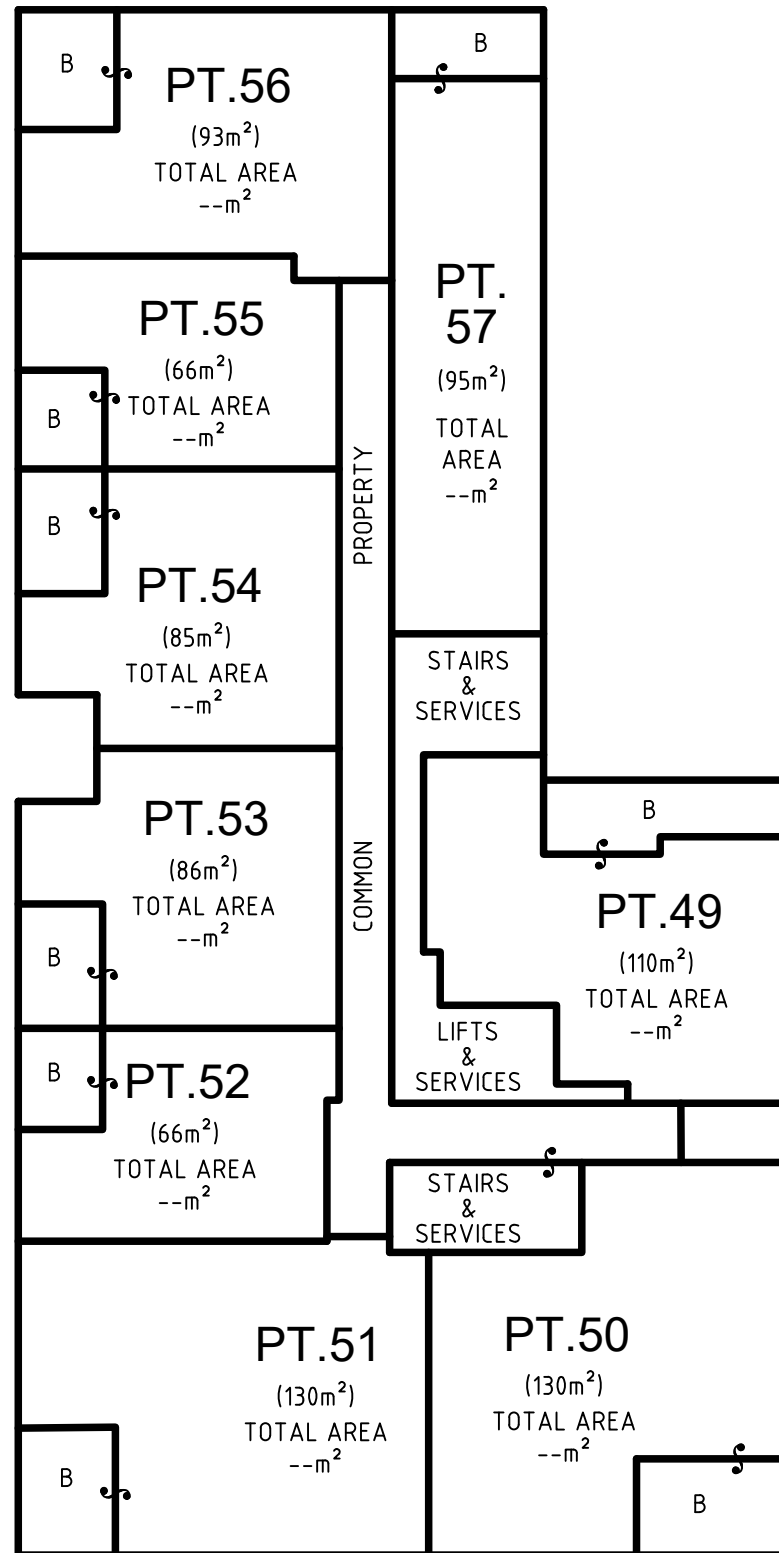 B
PT.56
(93m²)
TOTAL AREA
--m²
B
PT.
57
(95m²)
TOTAL
AREA
--m²
PT.55
(66m²)
TOTAL AREA
--m²
B
B
PT.54
(85m²)
TOTAL AREA
--m²
PROPERTY
COMMON
STAIRS
&
SERVICES
B
PT.53
(86m²)
TOTAL AREA
--m²
B
PT.49
(110m²)
TOTAL AREA
--m²
LIFTS
&
SERVICES
B
PT.52
(66m²)
TOTAL AREA
--m²
STAIRS
&
SERVICES
PT.51
(130m²)
TOTAL AREA
--m²
B
PT.50
(130m²)
TOTAL AREA
--m²
B